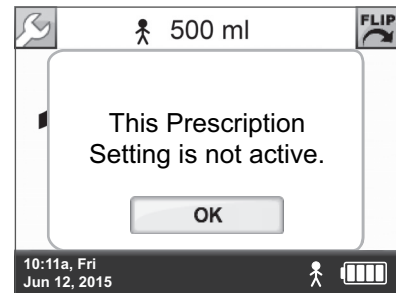 500 ml
FLIP
This Prescription
Setting is not active.
OK
10:11a, Fri
Jun 12, 2015